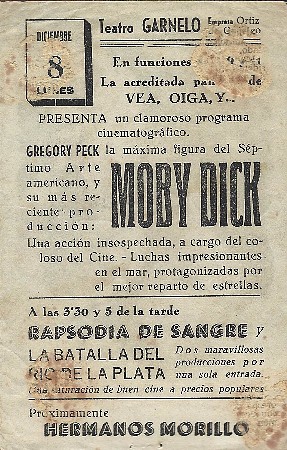 DICIEMBRE
8
LUNES
Teatro GARNELO
Empresa Ortiz
En funciones
La acreditada
VEA, OIGA, Y...
PRESENTA un clamoroso programa
cinematográfico.
GREGORY PECK la máxima figura del Sép-
timo Arte
americano, y
su más re-
ciente pro-
ducción:
MOBY DICK
Una acción insospechada, a cargo del co-
loso del Cine. - Luchas impresionantes
en el mar, protagonizadas por
el mejor reparto de estrellas.
A las 3'30 y 5 de la tarde
RAPSODIA DE SANGRE y
LA BATALLA DEL
RIO DE LA PLATA
Dos maravillosas
producciones por
una sola entrada.
Una saturación de buen cine a precios populares
Próximamente
HERMANOS MORILLO